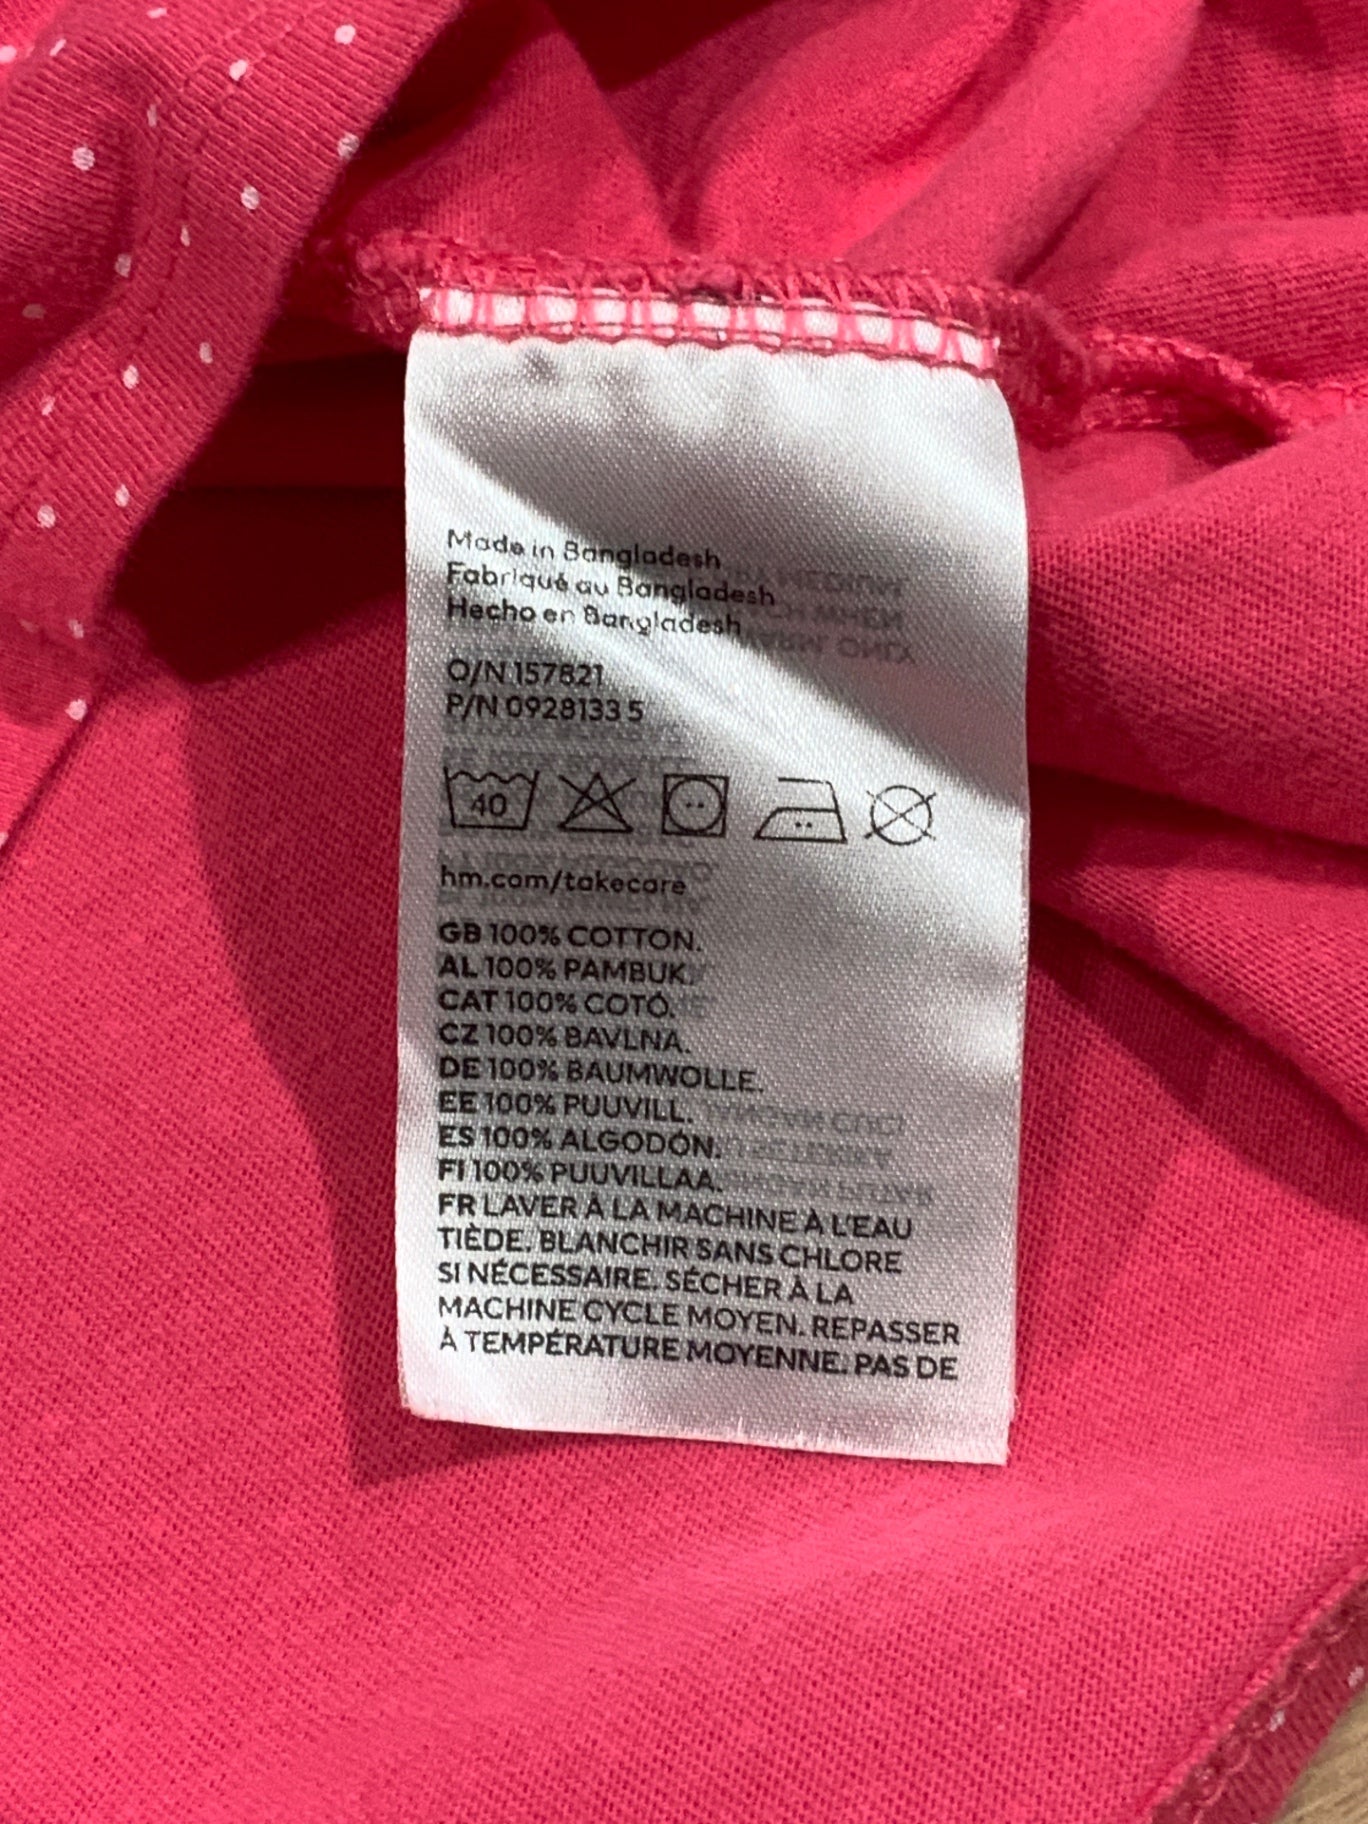 Made in Bangladesh
Fabriqué au Bangladesh
Hecho en Bangladesh
O/N 157821
P/N 0928133 5
40
hm.com/takecare
GB 100% COTTON.
AL 100% PAMBUK.
CAT 100% COTÓ.
CZ 100% BAVLNA.
DE 100% BAUMWOLLE.
EE 100% PUUVILL.
ES 100% ALGODÓN.
FI 100% PUUVILLAA.
FR LAVER À LA MACHINE À L'EAU
TIÈDE. BLANCHIR SANS CHLORE
SI NÉCESSAIRE. SÉCHER À LA
MACHINE CYCLE MOYEN. REPASSER
À TEMPÉRATURE MOYENNE. PAS DE